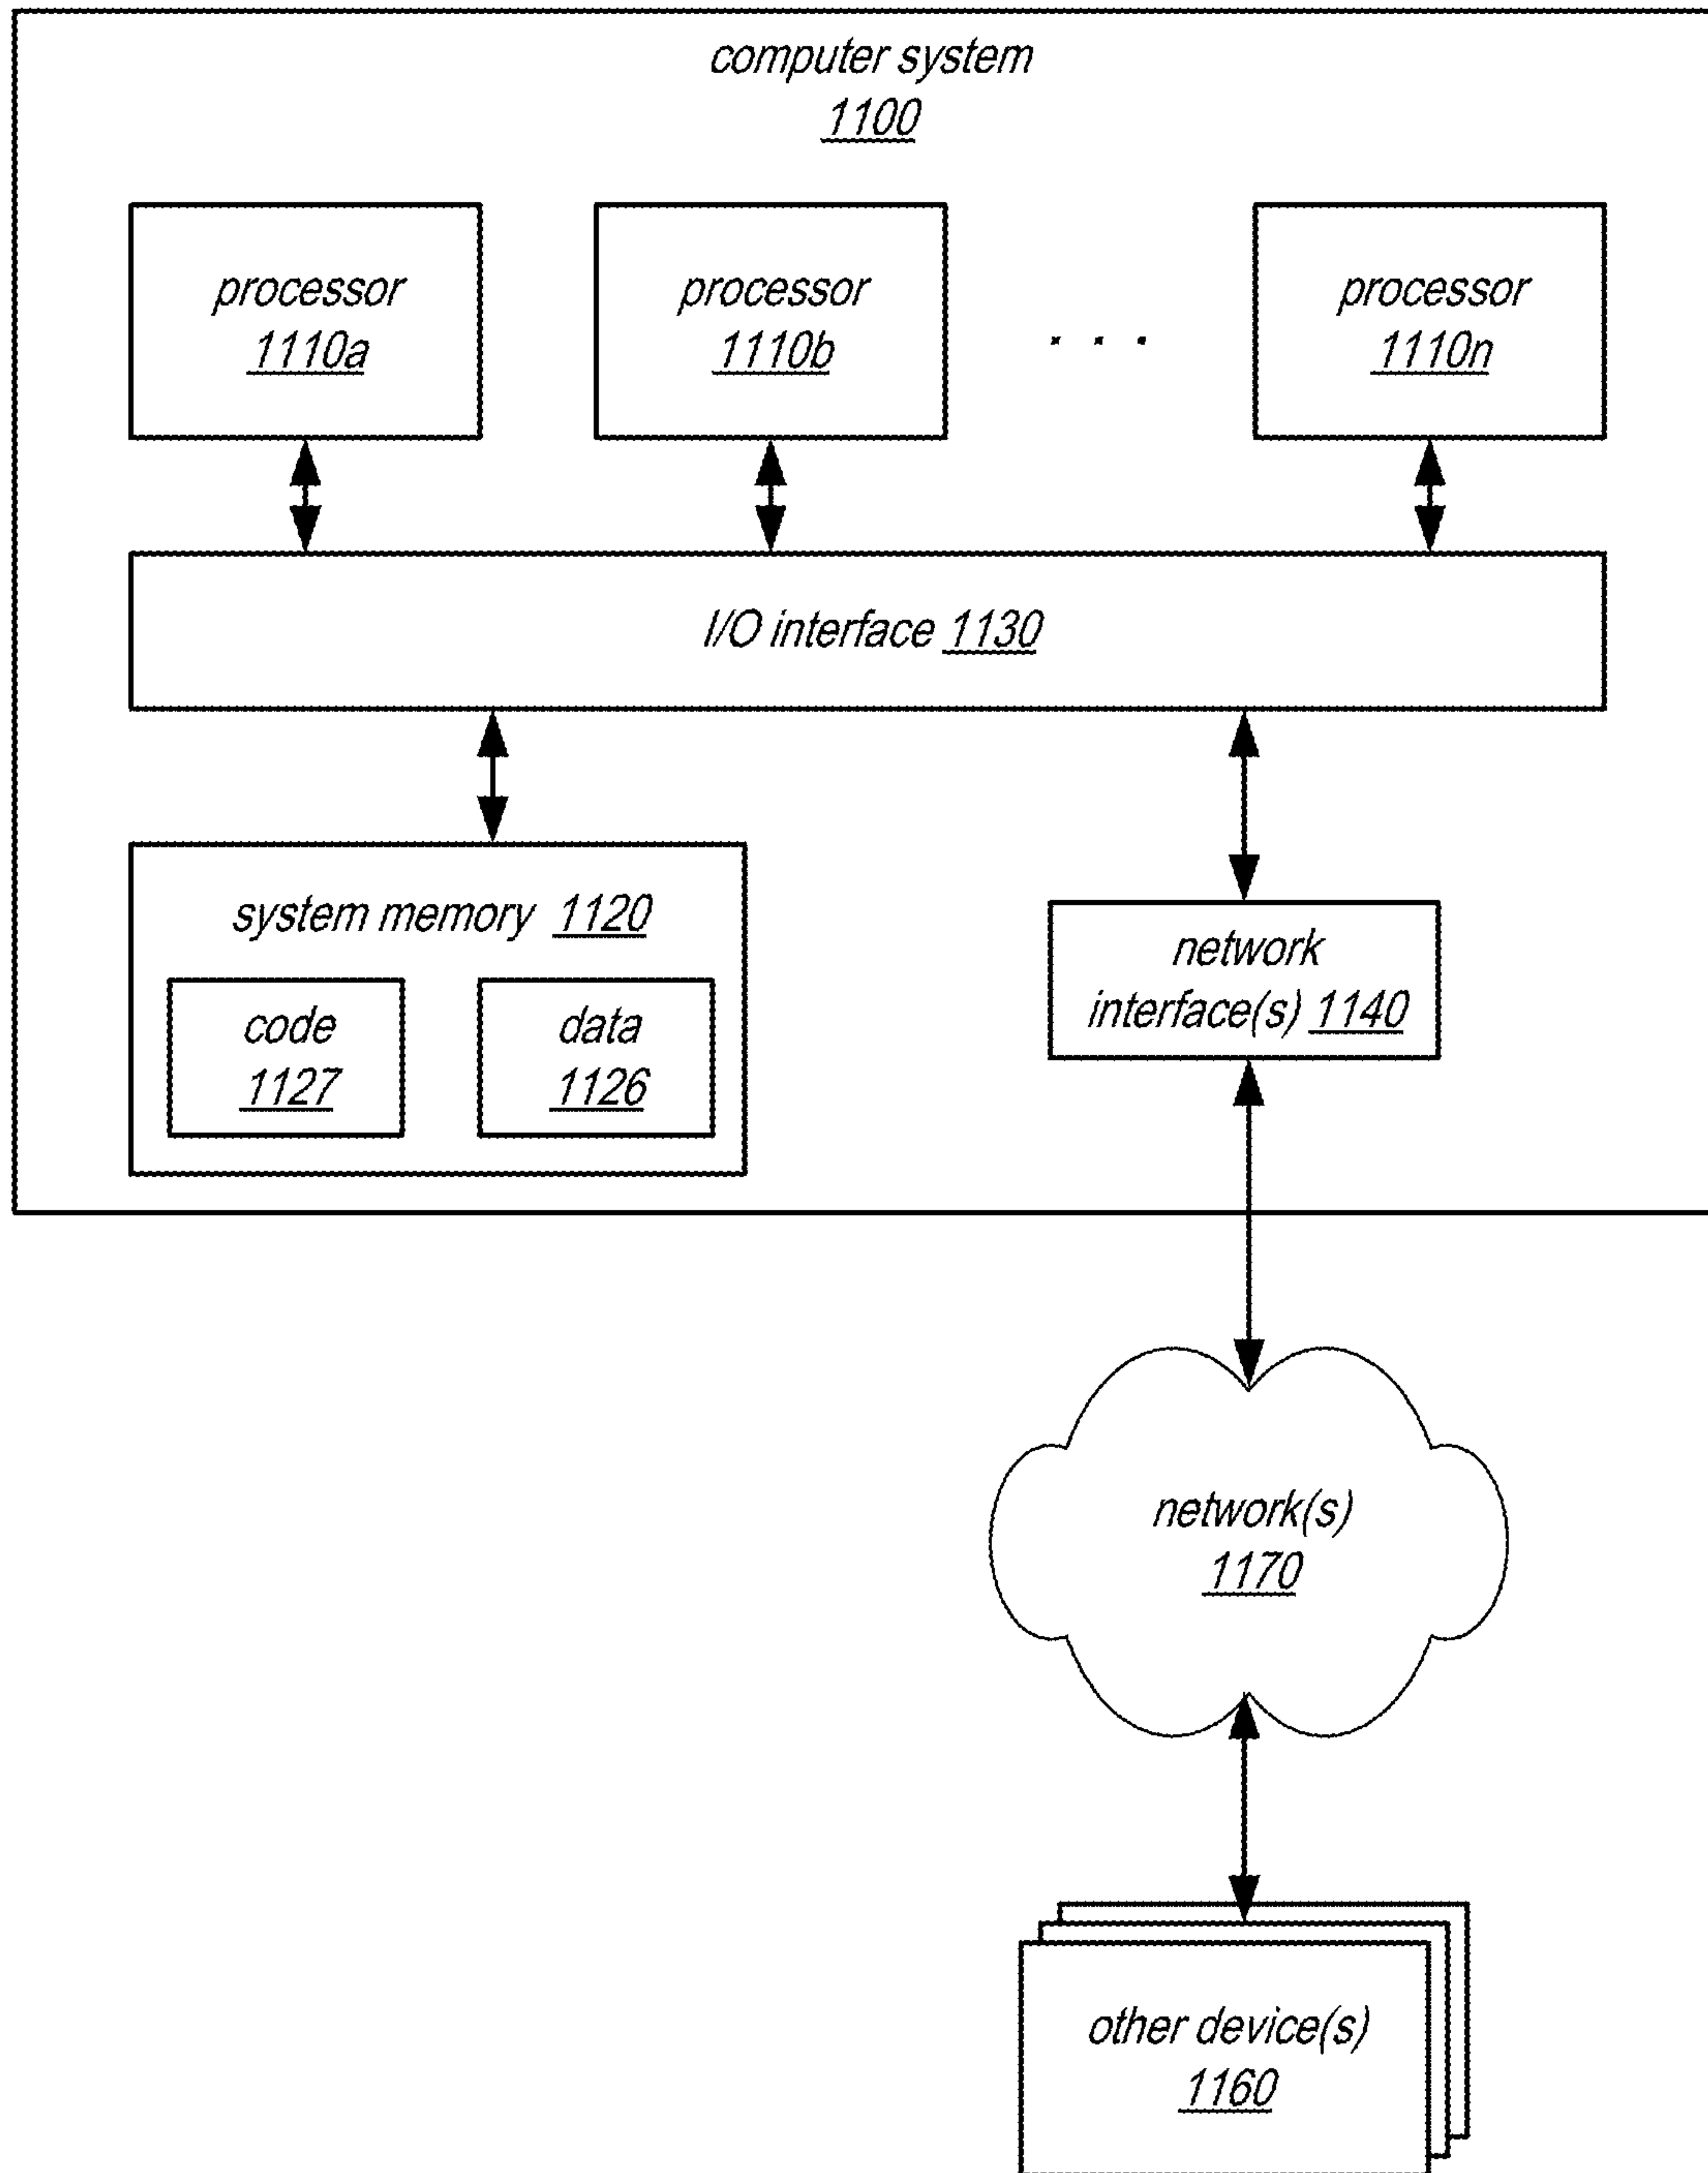 computer system
1100
processor
1110a
processor
1110b
. . .
processor
1110n
I/O interface 1130
system memory 1120
code
1127
data
1126
network
interface(s) 1140
network(s)
1170
other device(s)
1160